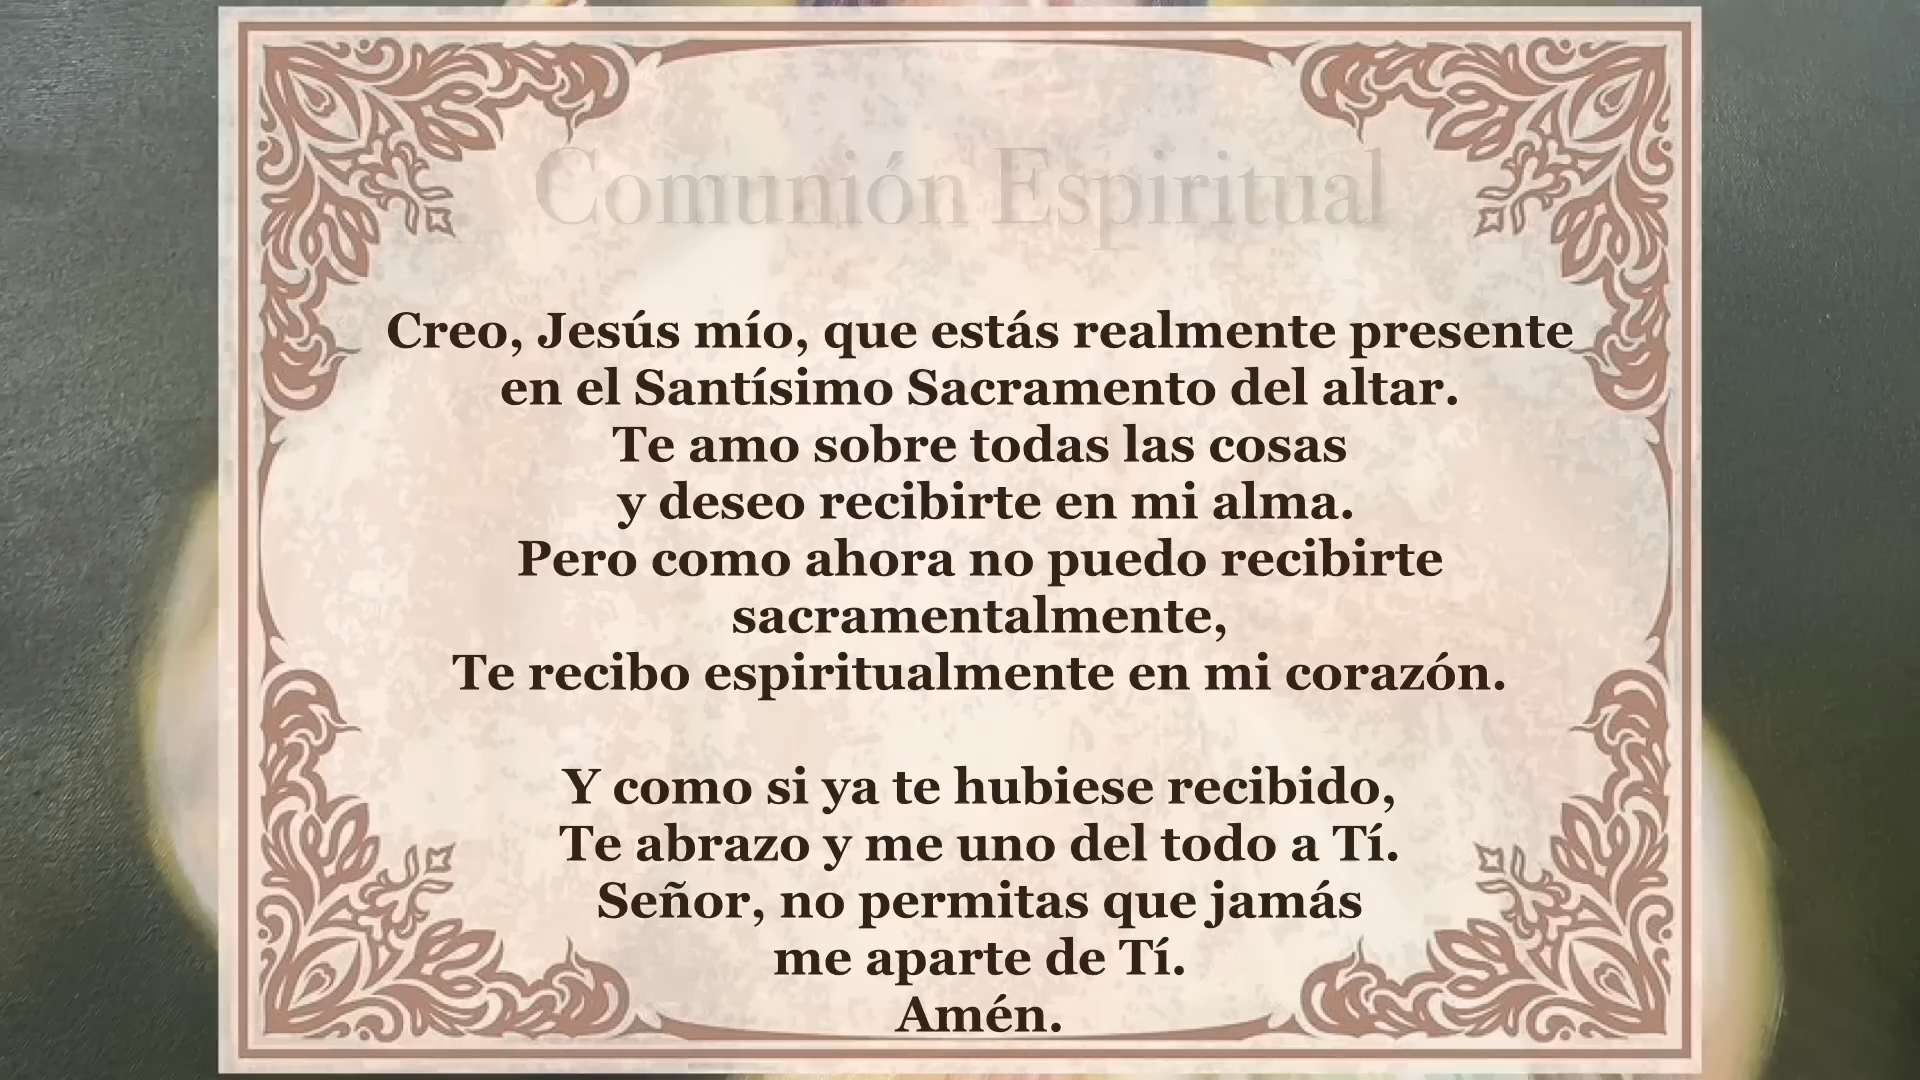 Comunión Espiritual
Creo, Jesús mío, que estás realmente presente
en el Santísimo Sacramento del altar.
Te amo sobre todas las cosas
y deseo recibirte en mi alma.
Pero como ahora no puedo recibirte
sacramentalmente,
Te recibo espiritualmente en mi corazón.
Y como si ya te hubiese recibido,
Te abrazo y me uno del todo a Tí.
Señor, no permitas que jamás
me aparte de Tí.
Amén.